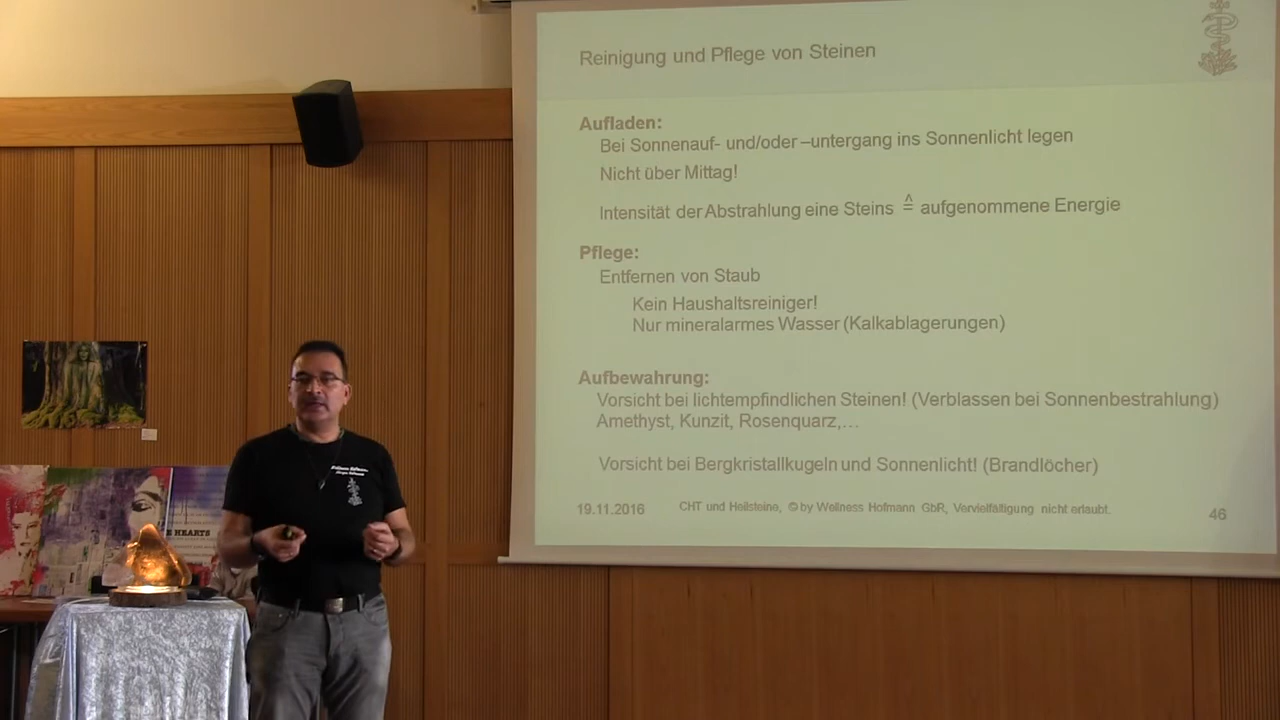 Reinigung und Pflege von Steinen
Aufladen:
Bei Sonnenauf- und/oder –untergang ins Sonnenlicht legen
Nicht über Mittag!
Intensität der Abstrahlung eine Steins ≙ aufgenommene Energie
Pflege:
Entfernen von Staub
Kein Haushaltsreiniger!
Nur mineralarmes Wasser (Kalkablagerungen)
Aufbewahrung:
Vorsicht bei lichtempfindlichen Steinen! (Verblassen bei Sonnenbestrahlung)
Amethyst, Kunzit, Rosenquarz,…
Vorsicht bei Bergkristallkugeln und Sonnenlicht! (Brandlöcher)
19.11.2016 CHT und Heilsteine, © by Wellness Hofmann GbR, Vervielfältigung nicht erlaubt. 46
Wellness Hofmann
HEARTS